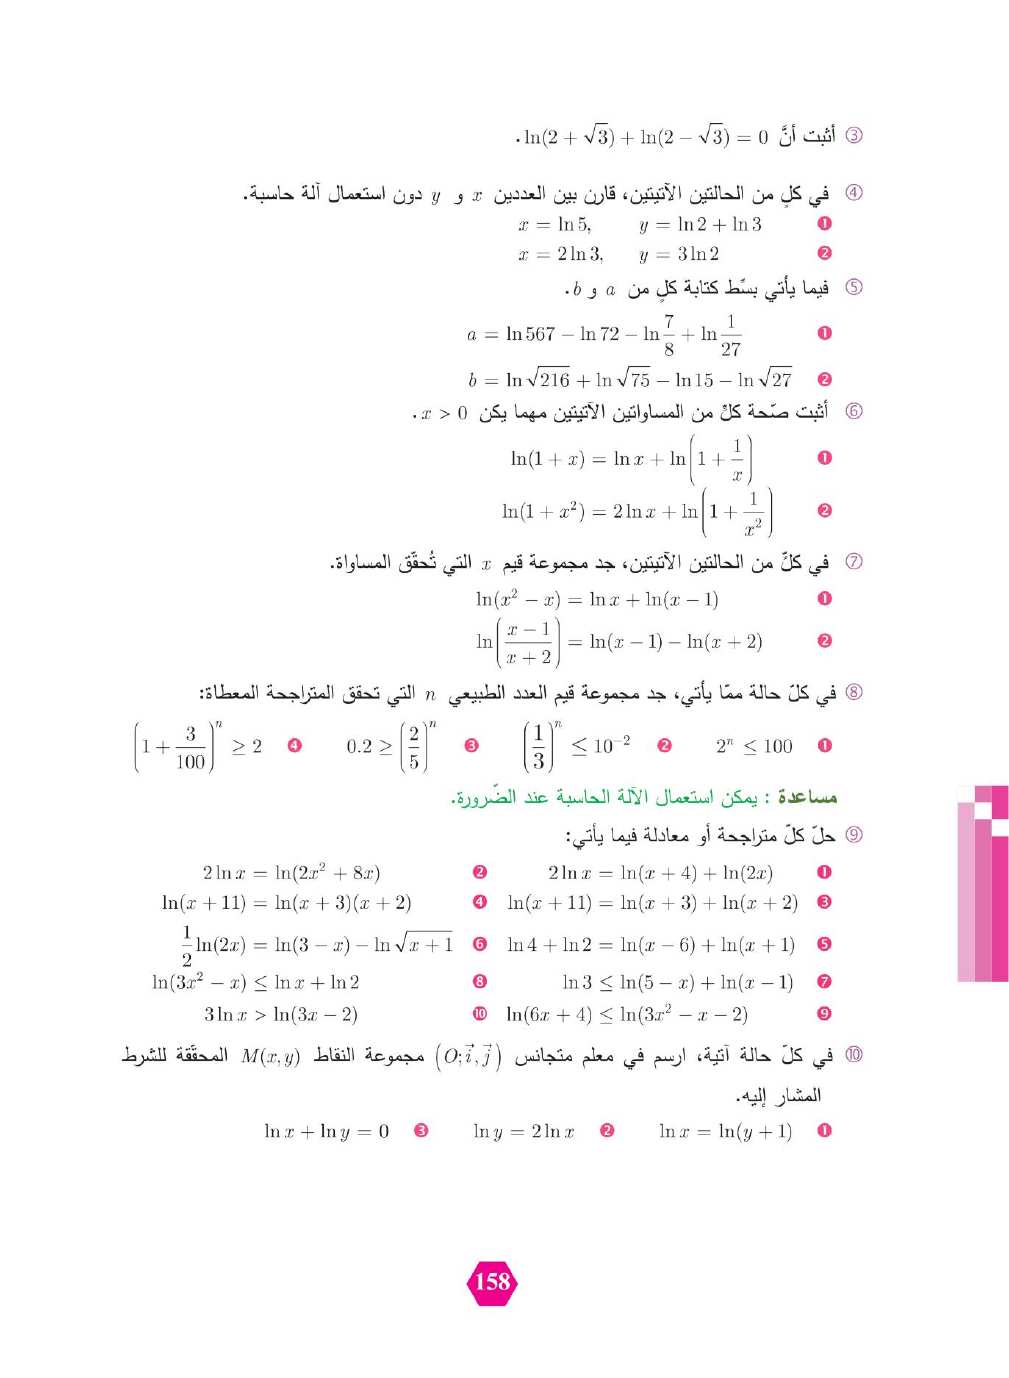 ③ أثبت أنَّ ln(2 + √3) + ln(2 − √3) = 0 .
④ في كلٍ من الحالتين الآتيتين، قارن بين العددين x و y دون استعمال آلة حاسبة.
❶ x = ln 5, y = ln 2 + ln 3
❷ x = 2 ln 3, y = 3 ln 2
⑤ فيما يأتي بسِّط كتابة كلٍ من a و b.
❶ a = ln 567 − ln 72 − ln 7/8 + ln 1/27
❷ b = ln √216 + ln √75 − ln 15 − ln √27
⑥ أثبت صحّة كلٍّ من المساواتين الآتيتين مهما يكن x > 0 .
❶ ln(1 + x) = ln x + ln(1 + 1/x)
❷ ln(1 + x²) = 2 ln x + ln(1 + 1/x²)
⑦ في كلٍّ من الحالتين الآتيتين، جد مجموعة قيم x التي تُحقّق المساواة.
❶ ln(x² − x) = ln x + ln(x − 1)
❷ ln((x − 1)/(x + 2)) = ln(x − 1) − ln(x + 2)
⑧ في كلّ حالة ممّا يأتي، جد مجموعة قيم العدد الطبيعي n التي تحقق المتراجحة المعطاة:
❶ 2ⁿ ≤ 100 ❷ (1/3)ⁿ ≤ 10⁻² ❸ 0.2 ≥ (2/5)ⁿ ❹ (1 + 3/100)ⁿ ≥ 2
مساعدة : يمكن استعمال الآلة الحاسبة عند الضّرورة.
⑨ حلّ كلّ متراجحة أو معادلة فيما يأتي:
❶ 2 ln x = ln(x + 4) + ln(2x) ❷ 2 ln x = ln(2x² + 8x)
❸ ln(x + 11) = ln(x + 3) + ln(x + 2) ❹ ln(x + 11) = ln(x + 3)(x + 2)
❺ ln 4 + ln 2 = ln(x − 6) + ln(x + 1) ❻ 1/2 ln(2x) = ln(3 − x) − ln √(x + 1)
❼ ln 3 ≤ ln(5 − x) + ln(x − 1) ❽ ln(3x² − x) ≤ ln x + ln 2
❾ ln(6x + 4) ≤ ln(3x² − x − 2) ❿ 3 ln x > ln(3x − 2)
⑩ في كلّ حالة آتية، ارسم في معلم متجانس (O; i⃗, j⃗) مجموعة النقاط M(x, y) المحقّقة للشرط
المشار إليه.
❶ ln x = ln(y + 1) ❷ ln y = 2 ln x ❸ ln x + ln y = 0
158